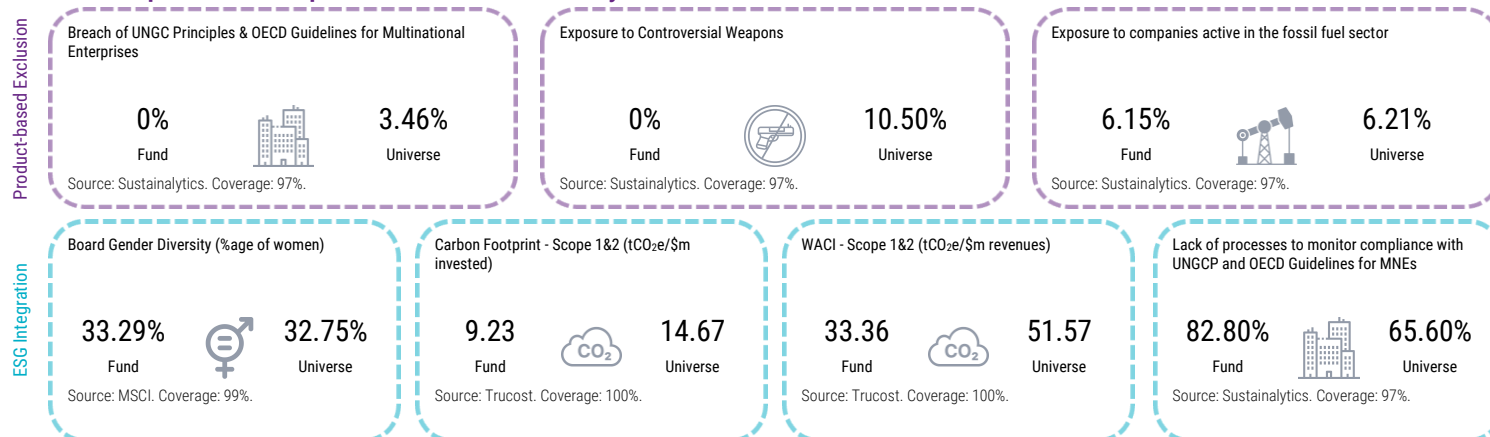 Product-based Exclusion
Breach of UNGC Principles & OECD Guidelines for Multinational
Enterprises
0%
Fund
3.46%
Universe
Source: Sustainalytics. Coverage: 97%.
Exposure to Controversial Weapons
0%
Fund
10.50%
Universe
Source: Sustainalytics. Coverage: 97%.
Exposure to companies active in the fossil fuel sector
6.15%
Fund
6.21%
Universe
Source: Sustainalytics. Coverage: 97%.
ESG Integration
Board Gender Diversity (%age of women)
33.29%
Fund
32.75%
Universe
Source: MSCI. Coverage: 99%.
Carbon Footprint - Scope 1&2 (tCO₂e/$m
invested)
9.23
Fund
CO₂
14.67
Universe
Source: Trucost. Coverage: 100%.
WACI - Scope 1&2 (tCO₂e/$m revenues)
33.36
Fund
CO₂
51.57
Universe
Source: Trucost. Coverage: 100%.
Lack of processes to monitor compliance with
UNGCP and OECD Guidelines for MNEs
82.80%
Fund
65.60%
Universe
Source: Sustainalytics. Coverage: 97%.